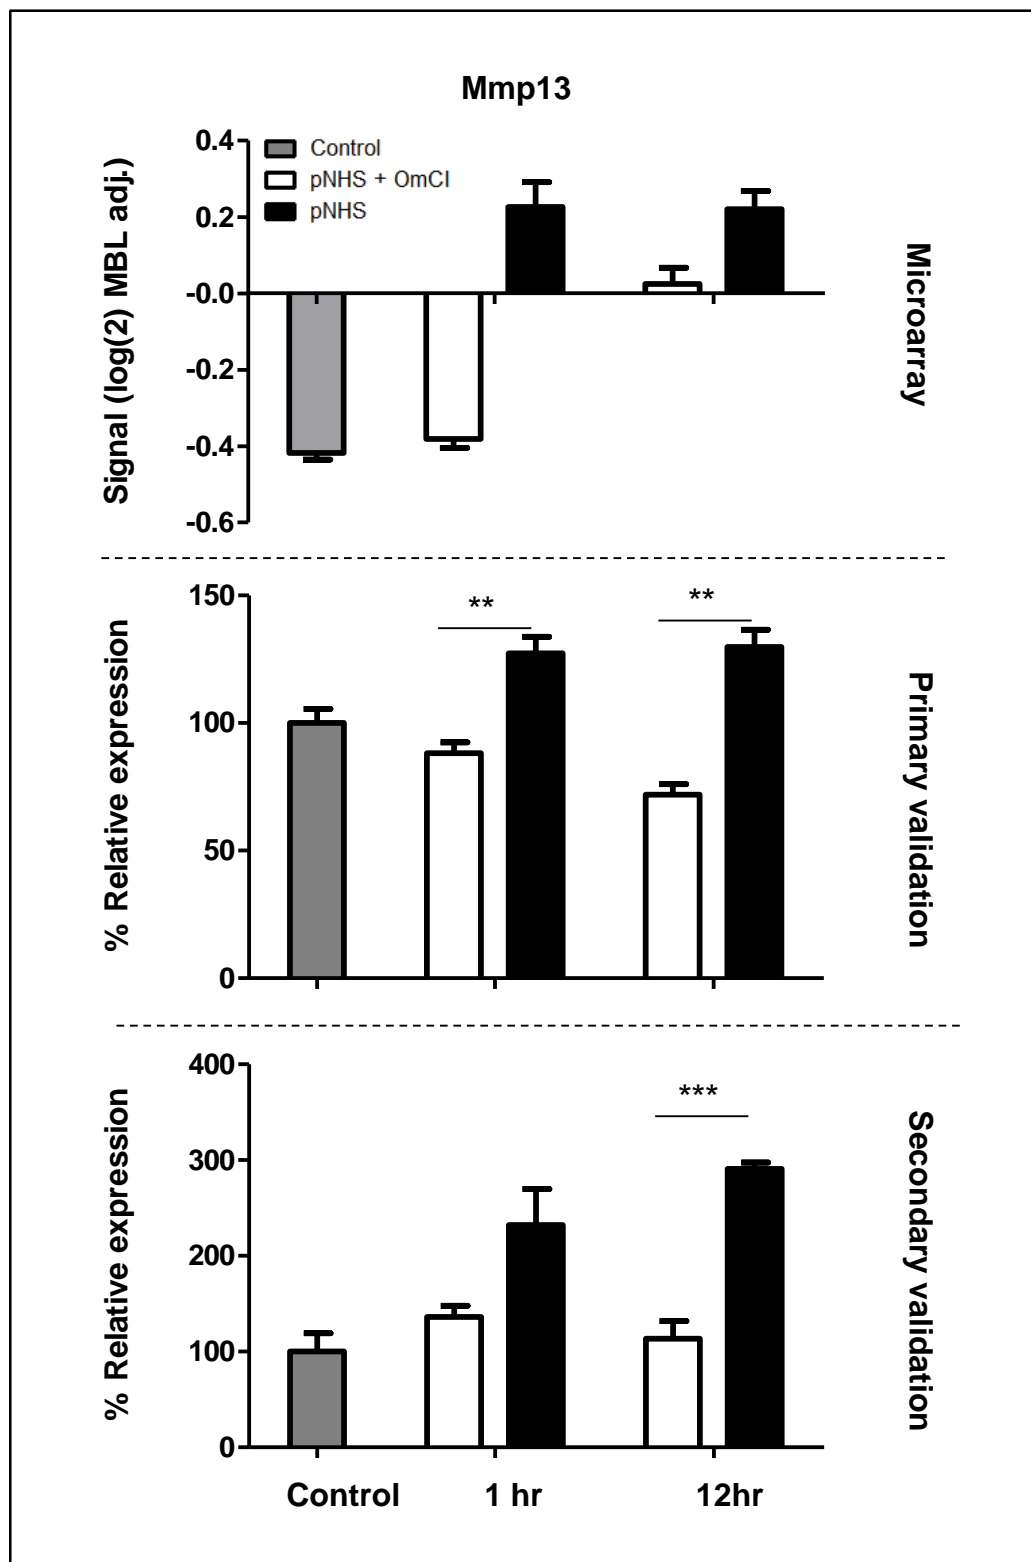 Mmp13
Signal (log(2) MBL adj.)
0.4
0.2
-0.0
-0.2
-0.4
-0.6
Control
pNHS + OmCI
pNHS
Microarray
% Relative expression
150
100
50
0
**
**
Primary validation
% Relative expression
400
300
200
100
0
***
Secondary validation
Control
1 hr
12hr